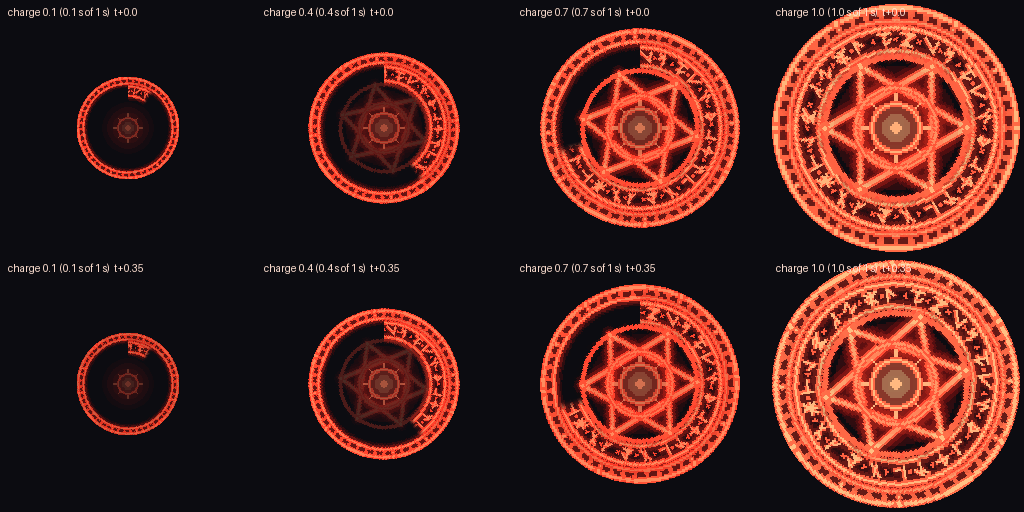 charge 0.1 (0.1 s of 1 s) t+0.0
charge 0.4 (0.4 s of 1 s) t+0.0
charge 0.7 (0.7 s of 1 s) t+0.0
charge 1.0 (1.0 s of 1 s) t+0.0
charge 0.1 (0.1 s of 1 s) t+0.35
charge 0.4 (0.4 s of 1 s) t+0.35
charge 0.7 (0.7 s of 1 s) t+0.35
charge 1.0 (1.0 s of 1 s) t+0.35